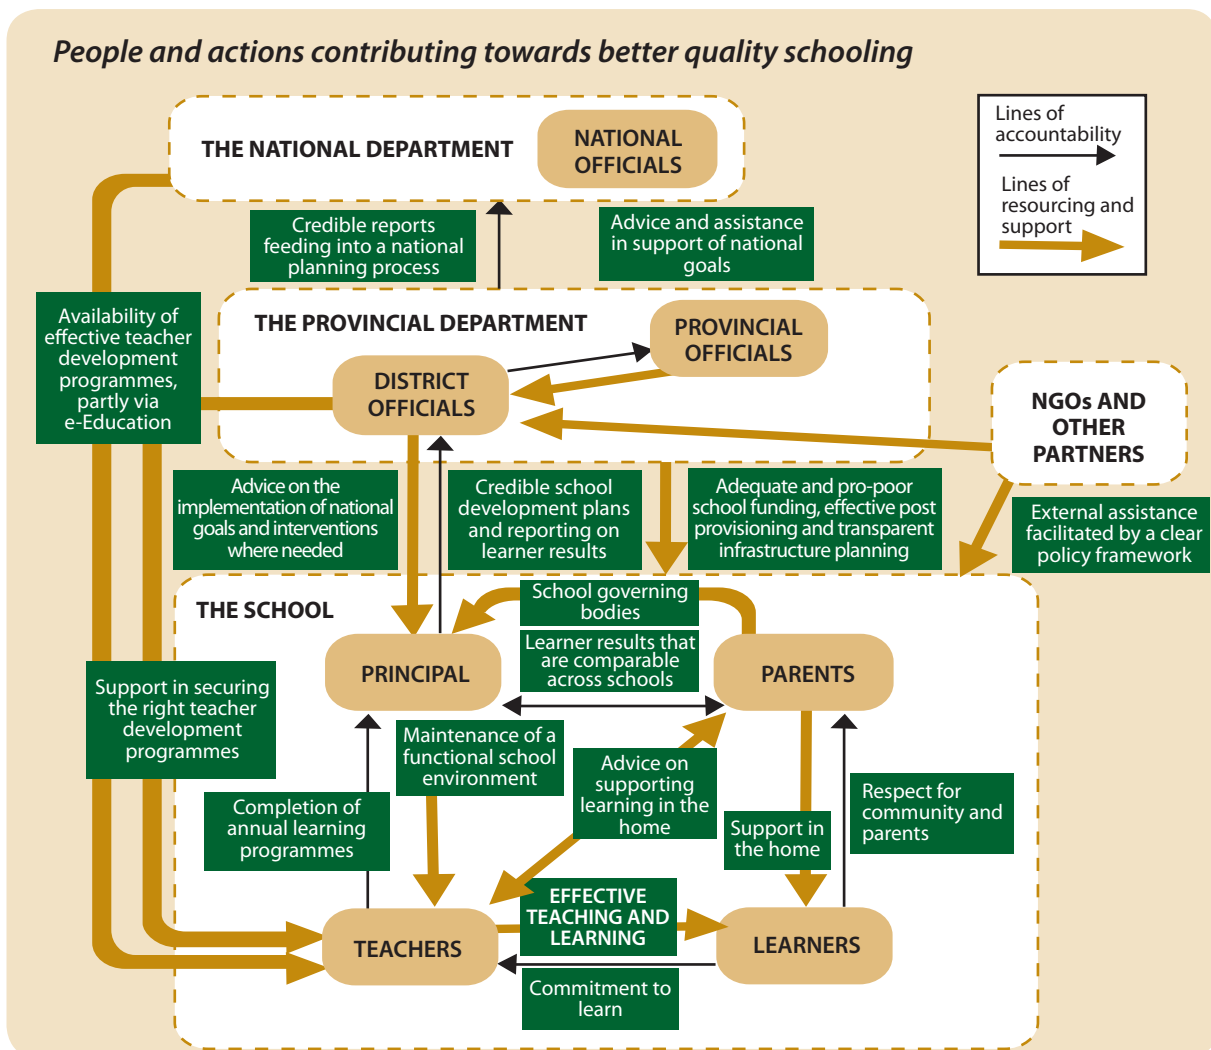 People and actions contributing towards better quality schooling
THE NATIONAL DEPARTMENT
NATIONAL
OFFICIALS
Lines of
accountability
Lines of
resourcing and
support
Credible reports
feeding into a national
planning process
Advice and assistance
in support of national
goals
Availability of
effective teacher
development
programmes,
partly via
e-Education
THE PROVINCIAL DEPARTMENT
PROVINCIAL
OFFICIALS
DISTRICT
OFFICIALS
NGOs AND
OTHER
PARTNERS
Advice on the
implementation of national
goals and interventions
where needed
Credible school
development plans
and reporting on
learner results
Adequate and pro-poor
school funding, effective post
provisioning and transparent
infrastructure planning
External assistance
facilitated by a clear
policy framework
THE SCHOOL
School governing
bodies
Learner results that
are comparable
across schools
PRINCIPAL
PARENTS
Support in securing
the right teacher
development
programmes
Maintenance of a
functional school
environment
Advice on
supporting
learning in the
home
Completion of
annual learning
programmes
Support in
the home
Respect for
community and
parents
EFFECTIVE
TEACHING AND
LEARNING
TEACHERS
LEARNERS
Commitment to
learn